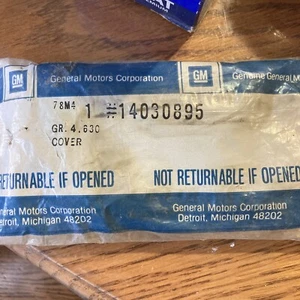 GM General Motors Corporation GM Genuine General M
78M4 1 #14030895
GR.4.630
COVER
RETURNABLE IF OPENED NOT RETURNABLE IF OPENED
General Motors Corporation General Motors Corporation
Detroit, Michigan 48202 Detroit, Michigan 48202